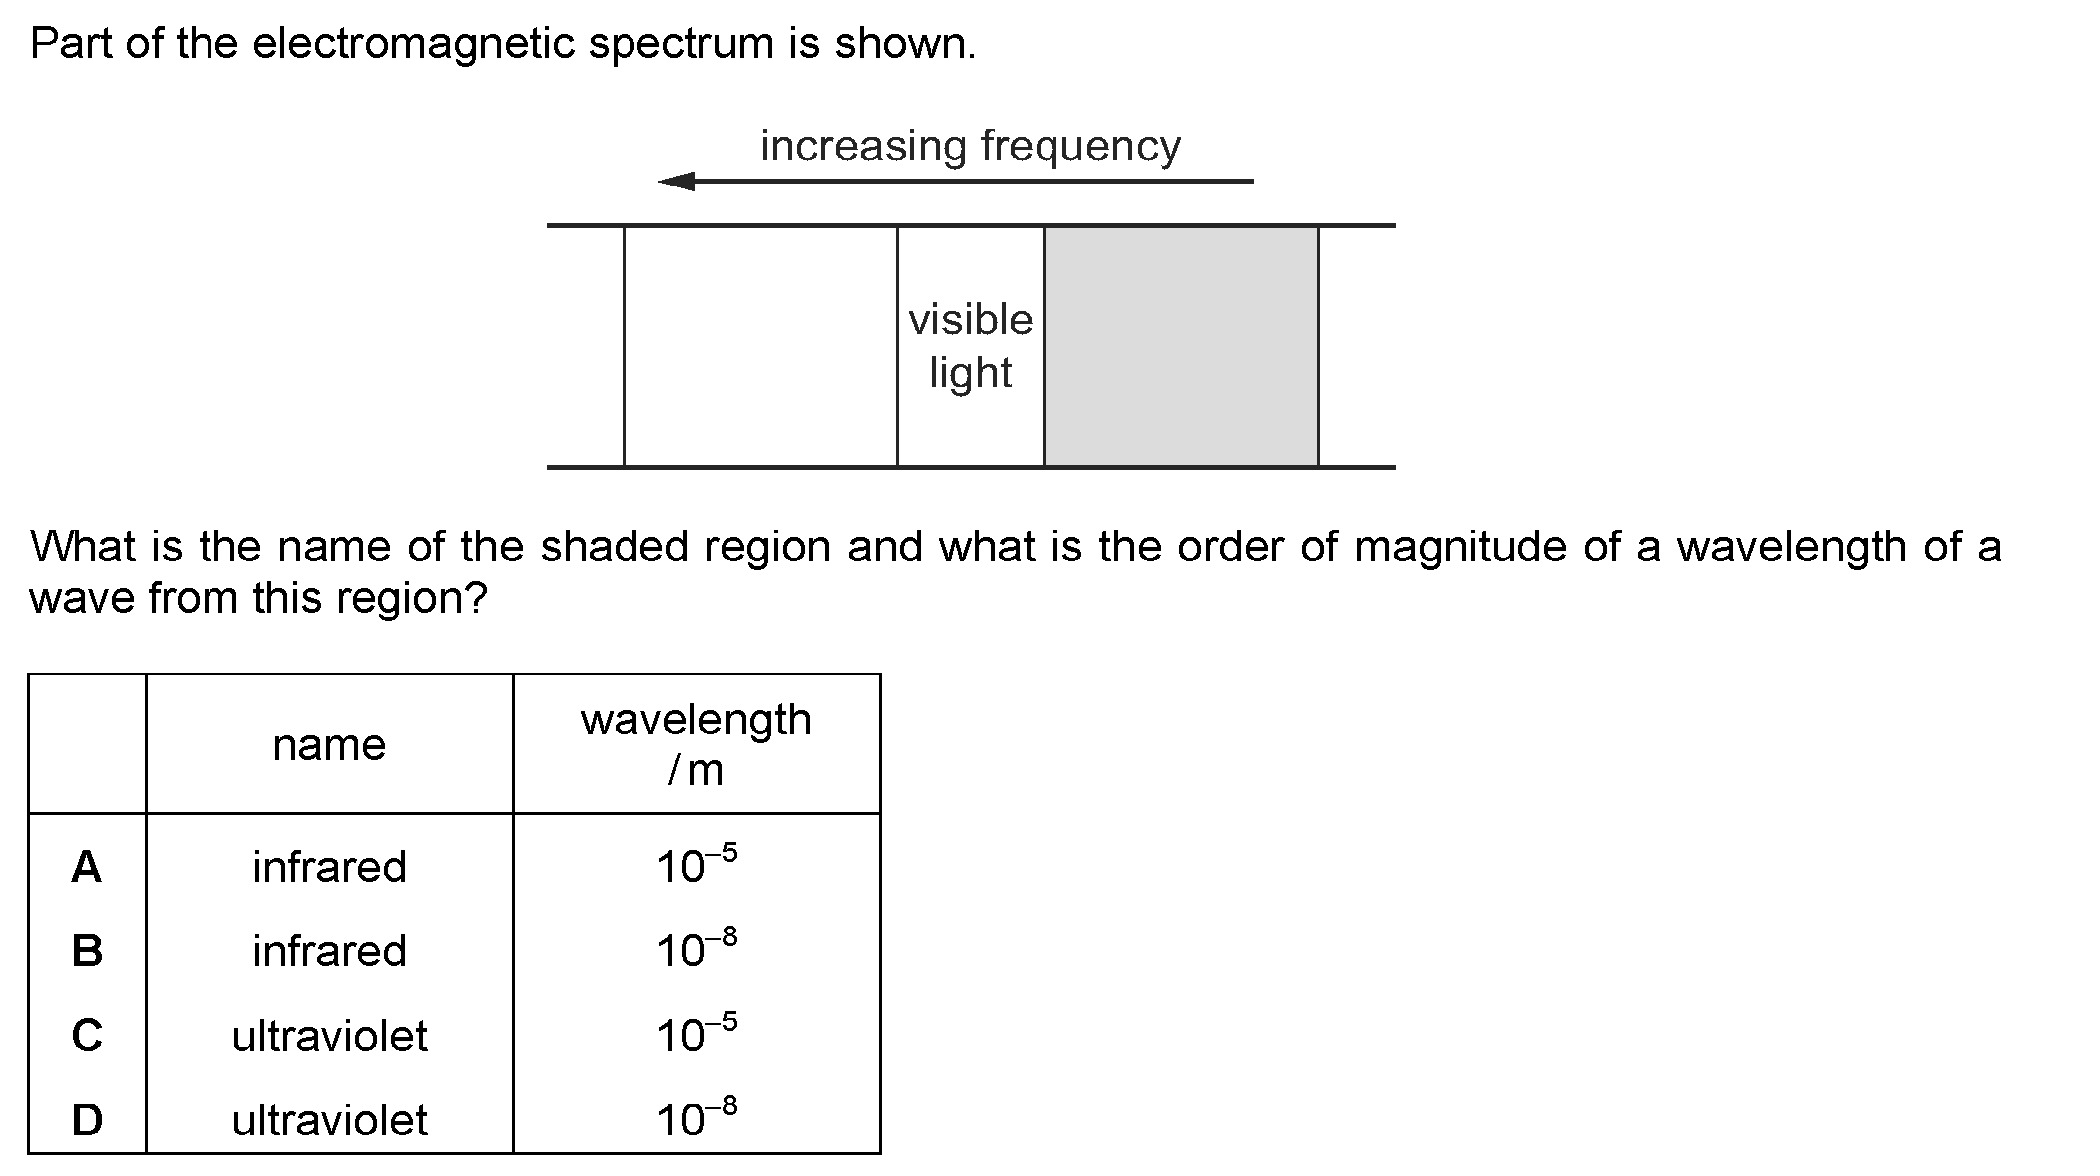 Part of the electromagnetic spectrum is shown.
increasing frequency
visible
light
What is the name of the shaded region and what is the order of magnitude of a wavelength of a
wave from this region?
name
wavelength
/ m
A infrared 10⁻⁵
B infrared 10⁻⁸
C ultraviolet 10⁻⁵
D ultraviolet 10⁻⁸